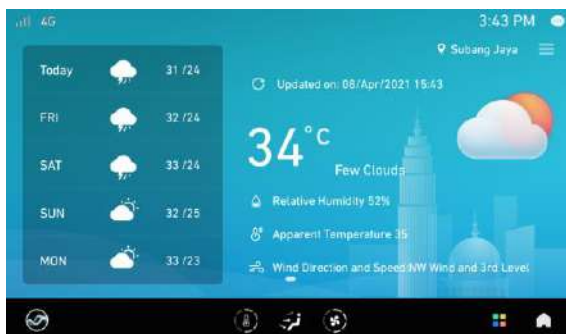 4G
3:43 PM
Subang Jaya
Today 31 /24
FRI 32 /24
SAT 33 /24
SUN 32 /25
MON 33 /23
Updated on: 08/Apr/2021 15:43
34°C
Few Clouds
Relative Humidity 52%
Apparent Temperature 35
Wind Direction and Speed:NW Wind and 3rd Level